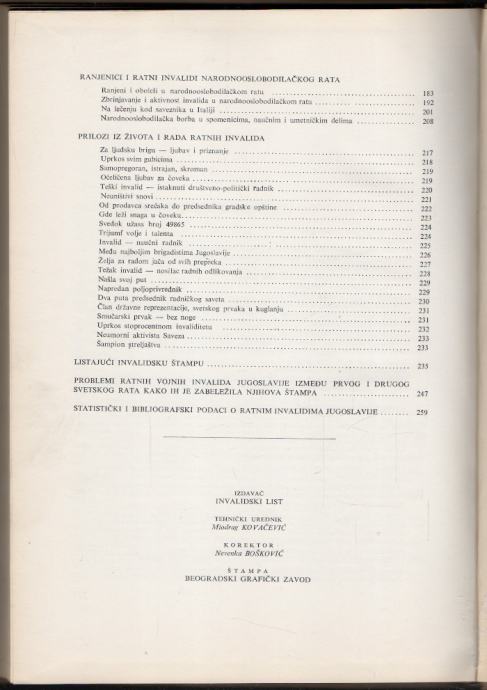 RANJENICI I RATNI INVALIDI NARODNOOSLOBODILAČKOG RATA
Ranjeni i oboleli u narodnooslobodilačkom ratu 183
Zbrinjavanje i aktivnost invalida u narodnooslobodilačkom ratu 192
Na lečenju kod saveznika u Italiji 201
Narodnooslobodilačka borba u spomenicima, naučnim i umetničkim delima 208
PRILOZI IZ ŽIVOTA I RADA RATNIH INVALIDA
Za ljudsku brigu — ljubav i priznanje 217
Uprkos svim gubicima 218
Samopregoran, istrajan, skroman 219
Očeličena ljubav za čoveka 219
Teški invalid — istaknuti društveno-politički radnik 220
Neuništivi snovi 221
Od prodavca srećaka do predsednika gradske opštine 222
Gde leži snaga u čoveku 223
Svedok užasa broj 49865 224
Trijumf volje i talenta 224
Invalid — naučni radnik 225
Među najboljim brigadistima Jugoslavije 226
Želja za radom jača od svih prepreka 227
Težak invalid — nosilac radnih odlikovanja 228
Našla svoj put 229
Napredan poljoprivrednik 229
Dva puta predsednik radničkog saveta 230
Član državne reprezentacije, svetskog prvaka u kuglanju 231
Smučarski prvak — bez noge 231
Uprkos stoprocentnom invaliditetu 232
Neumorni aktivista Saveza 233
Šampion streljaštva 233
LISTAJUĆI INVALIDSKU ŠTAMPU 235
PROBLEMI RATNIH VOJNIH INVALIDA JUGOSLAVIJE IZMEĐU PRVOG I DRUGOG
SVETSKOG RATA KAKO IH JE ZABELEŽILA NJIHOVA ŠTAMPA 247
STATISTIČKI I BIBLIOGRAFSKI PODACI O RATNIM INVALIDIMA JUGOSLAVIJE 259
IZDAVAČ
INVALIDSKI LIST
TEHNIČKI UREDNIK
Miodrag KOVAČEVIĆ
KOREKTOR
Nevenka BOŠKOVIĆ
ŠTAMPA
BEOGRADSKI GRAFIČKI ZAVOD